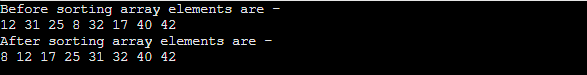 Before sorting array elements are -
12 31 25 8 32 17 40 42
After sorting array elements are -
8 12 17 25 31 32 40 42